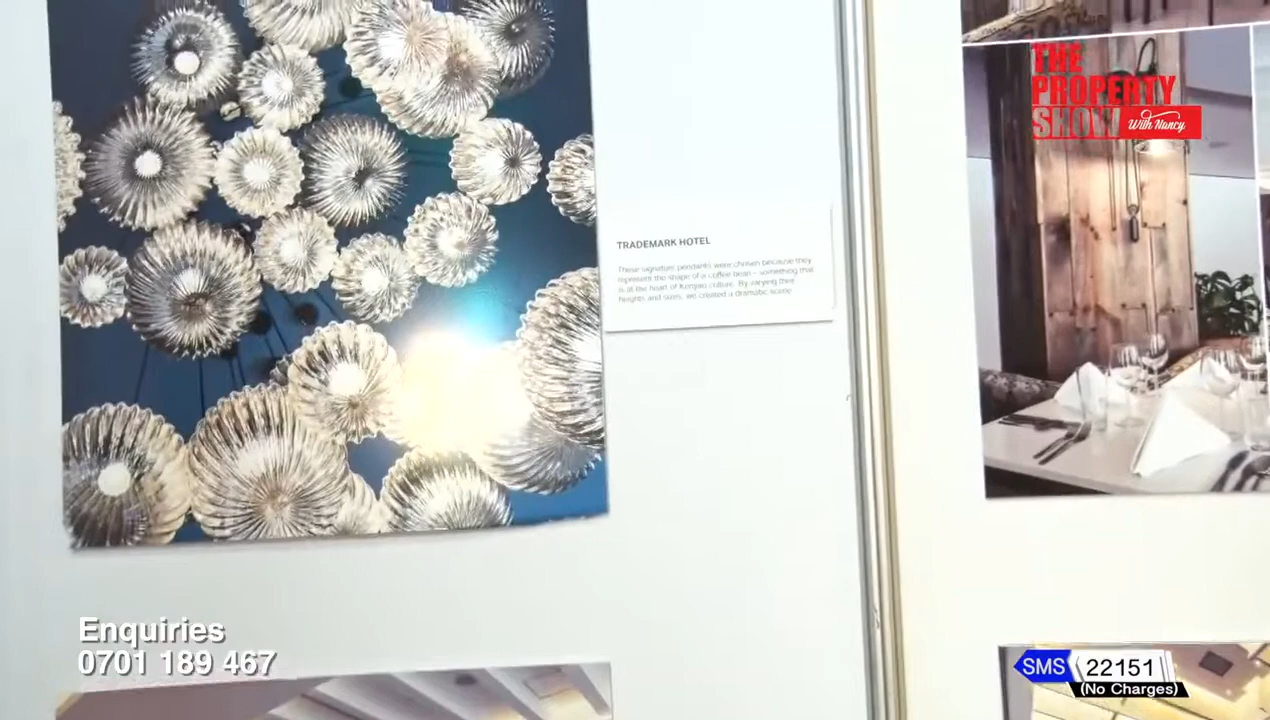 THE
PROPERTY
SHOW
With Nancy
TRADEMARK HOTEL
These signature pendants were chosen because they
represent the shape of a coffee bean - something that
is at the heart of Kenyan culture. By varying their
heights and sizes, we created a dramatic scene
Enquiries
0701 189 467
SMS
22151
(No Charges)